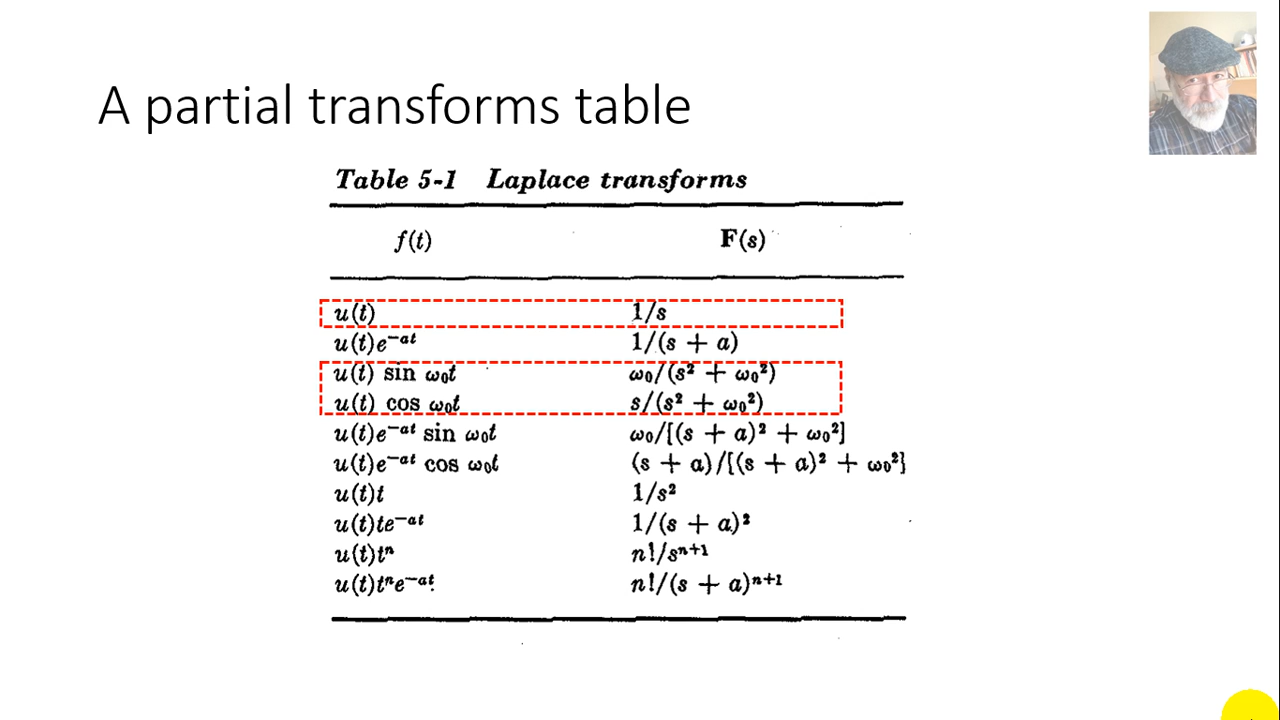 A partial transforms table
Table 5-1 Laplace transforms
f(t) F(s)
u(t) 1/s
u(t)e⁻ᵃᵗ 1/(s + a)
u(t) sin ω₀t ω₀/(s² + ω₀²)
u(t) cos ω₀t s/(s² + ω₀²)
u(t)e⁻ᵃᵗ sin ω₀t ω₀/[(s + a)² + ω₀²]
u(t)e⁻ᵃᵗ cos ω₀t (s + a)/[(s + a)² + ω₀²]
u(t)t 1/s²
u(t)te⁻ᵃᵗ 1/(s + a)²
u(t)tⁿ n!/sⁿ⁺¹
u(t)tⁿe⁻ᵃᵗ n!/(s + a)ⁿ⁺¹